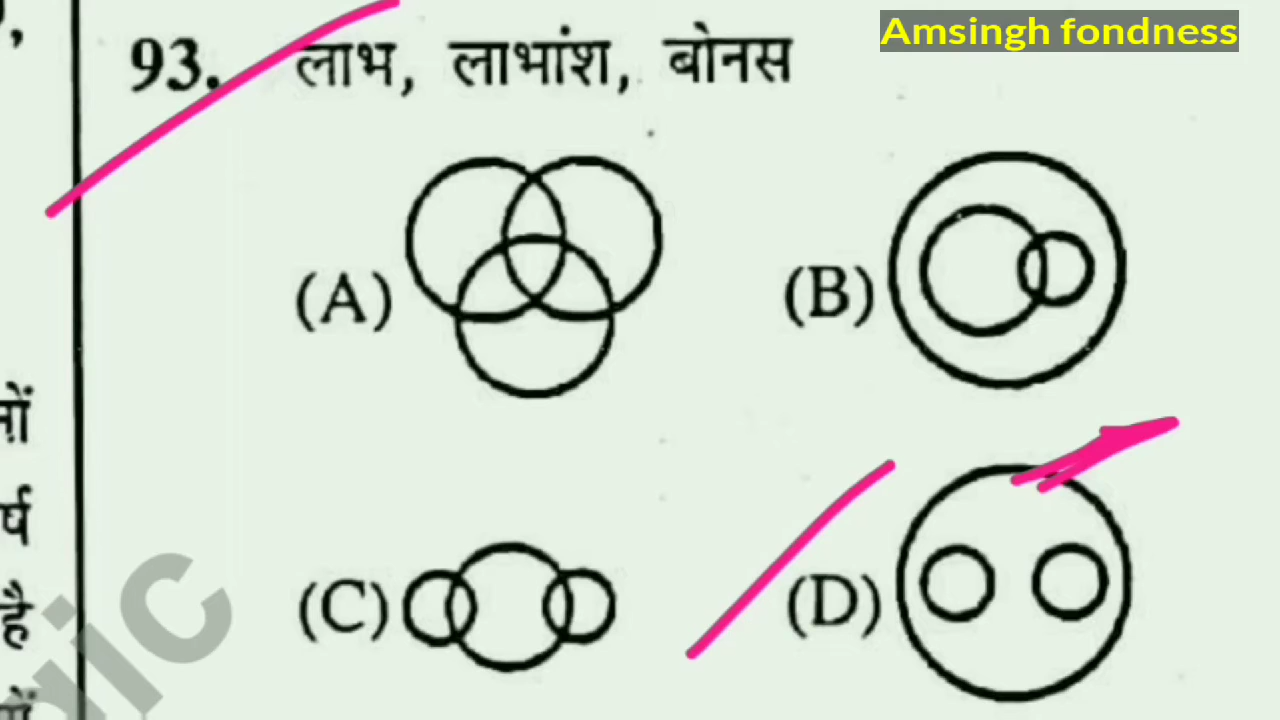 Amsingh fondness
93. लाभ, लाभांश, बोनस
(A)
(B)
(C)
(D)